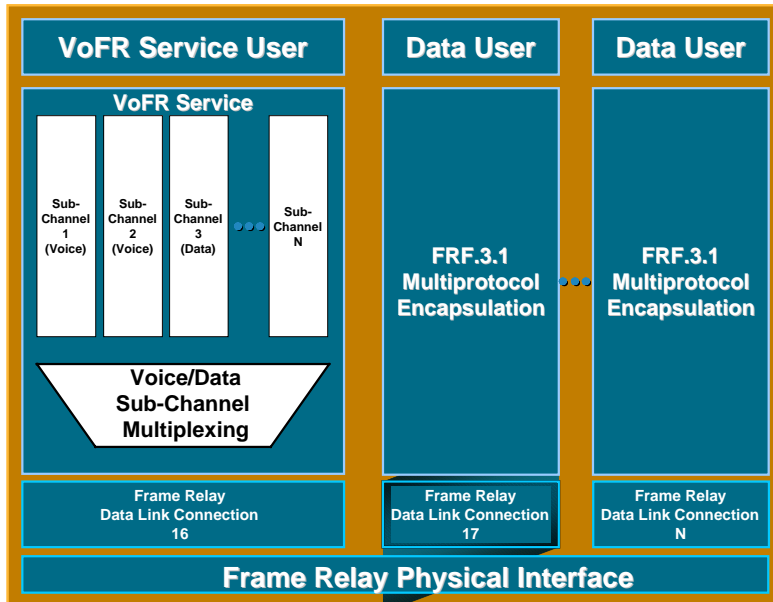 VoFR Service User
Data User
Data User
VoFR Service
Sub-
Channel
1
(Voice)
Sub-
Channel
2
(Voice)
Sub-
Channel
3
(Data)
Sub-
Channel
N
Voice/Data
Sub-Channel
Multiplexing
FRF.3.1
Multiprotocol
Encapsulation
FRF.3.1
Multiprotocol
Encapsulation
Frame Relay
Data Link Connection
16
Frame Relay
Data Link Connection
17
Frame Relay
Data Link Connection
N
Frame Relay Physical Interface